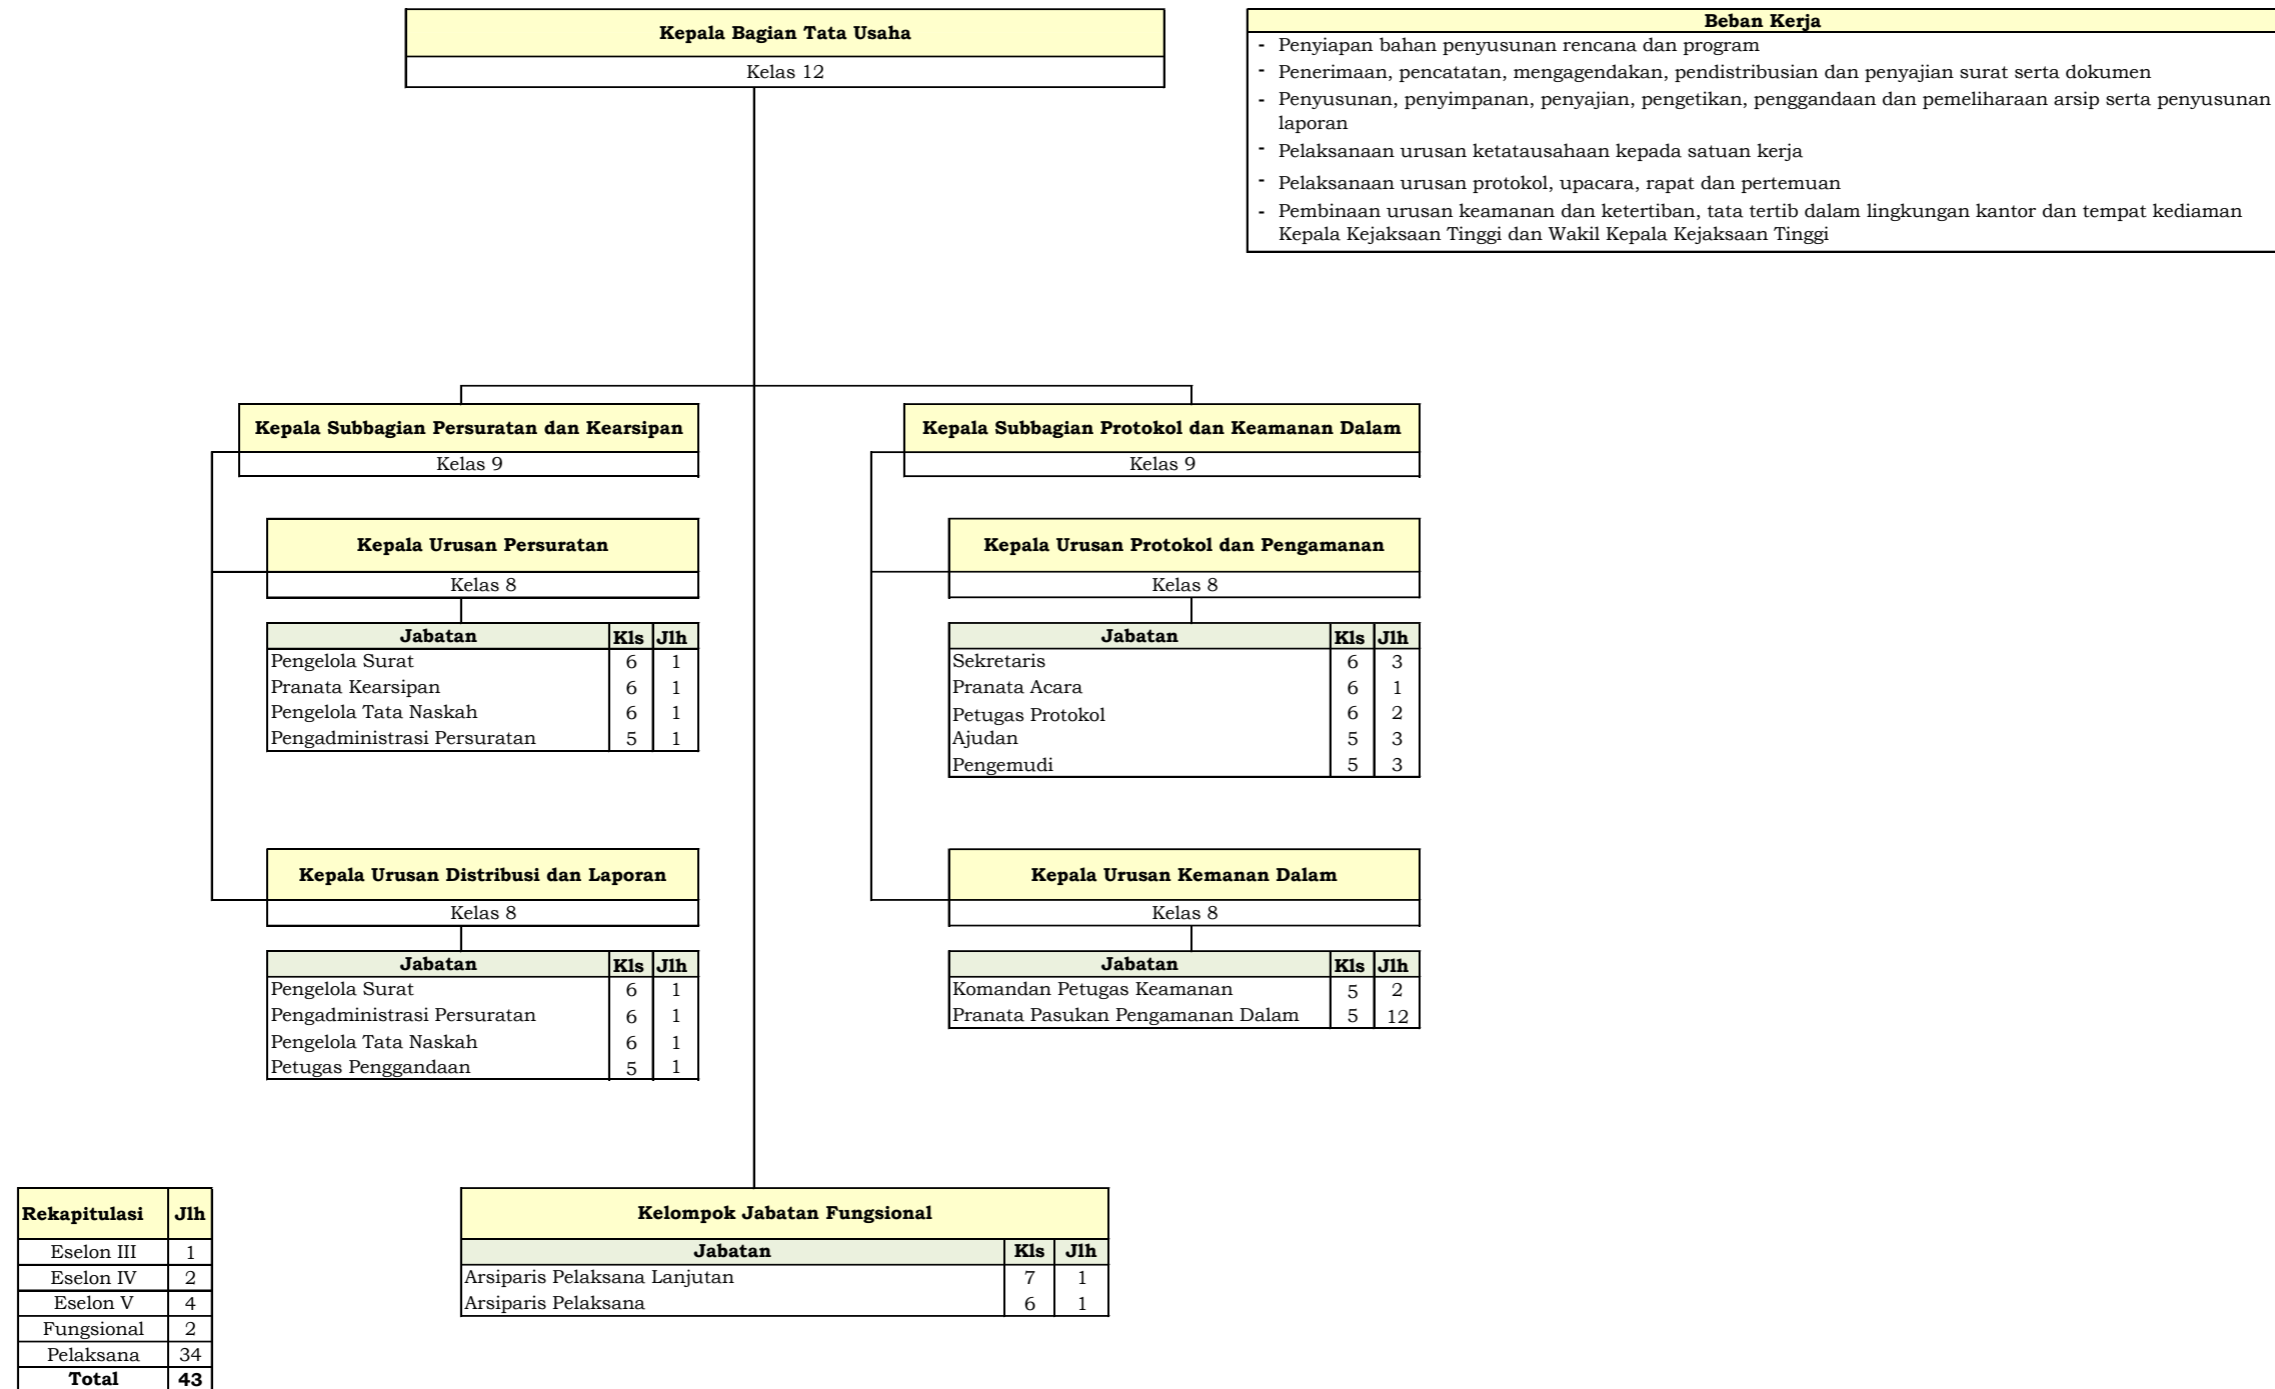 Kepala Bagian Tata Usaha
Kelas 12
Beban Kerja
- Penyiapan bahan penyusunan rencana dan program
- Penerimaan, pencatatan, mengagendakan, pendistribusian dan penyajian surat serta dokumen
- Penyusunan, penyimpanan, penyajian, pengetikan, penggandaan dan pemeliharaan arsip serta penyusunan
laporan
- Pelaksanaan urusan ketatausahaan kepada satuan kerja
- Pelaksanaan urusan protokol, upacara, rapat dan pertemuan
- Pembinaan urusan keamanan dan ketertiban, tata tertib dalam lingkungan kantor dan tempat kediaman
Kepala Kejaksaan Tinggi dan Wakil Kepala Kejaksaan Tinggi
Kepala Subbagian Persuratan dan Kearsipan
Kelas 9
Kepala Urusan Persuratan
Kelas 8
Jabatan Kls Jlh
Pengelola Surat 6 1
Pranata Kearsipan 6 1
Pengelola Tata Naskah 6 1
Pengadministrasi Persuratan 5 1
Kepala Urusan Distribusi dan Laporan
Kelas 8
Jabatan Kls Jlh
Pengelola Surat 6 1
Pengadministrasi Persuratan 6 1
Pengelola Tata Naskah 6 1
Petugas Penggandaan 5 1
Kepala Subbagian Protokol dan Keamanan Dalam
Kelas 9
Kepala Urusan Protokol dan Pengamanan
Kelas 8
Jabatan Kls Jlh
Sekretaris 6 3
Pranata Acara 6 1
Petugas Protokol 6 2
Ajudan 5 3
Pengemudi 5 3
Kepala Urusan Kemanan Dalam
Kelas 8
Jabatan Kls Jlh
Komandan Petugas Keamanan 5 2
Pranata Pasukan Pengamanan Dalam 5 12
Rekapitulasi Jlh
Eselon III 1
Eselon IV 2
Eselon V 4
Fungsional 2
Pelaksana 34
Total 43
Kelompok Jabatan Fungsional
Jabatan Kls Jlh
Arsiparis Pelaksana Lanjutan 7 1
Arsiparis Pelaksana 6 1